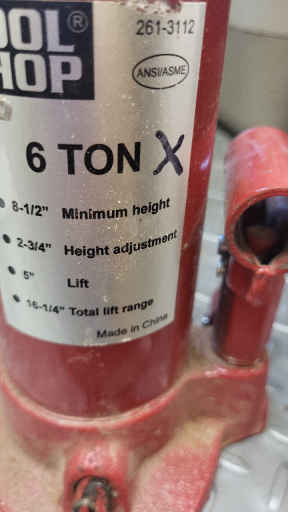 OOL®
HOP
261-3112
ANSI/ASME
6 TON X
• 8-1/2" Minimum height
• 2-3/4" Height adjustment
• 5" Lift
• 16-1/4" Total lift range
Made in China